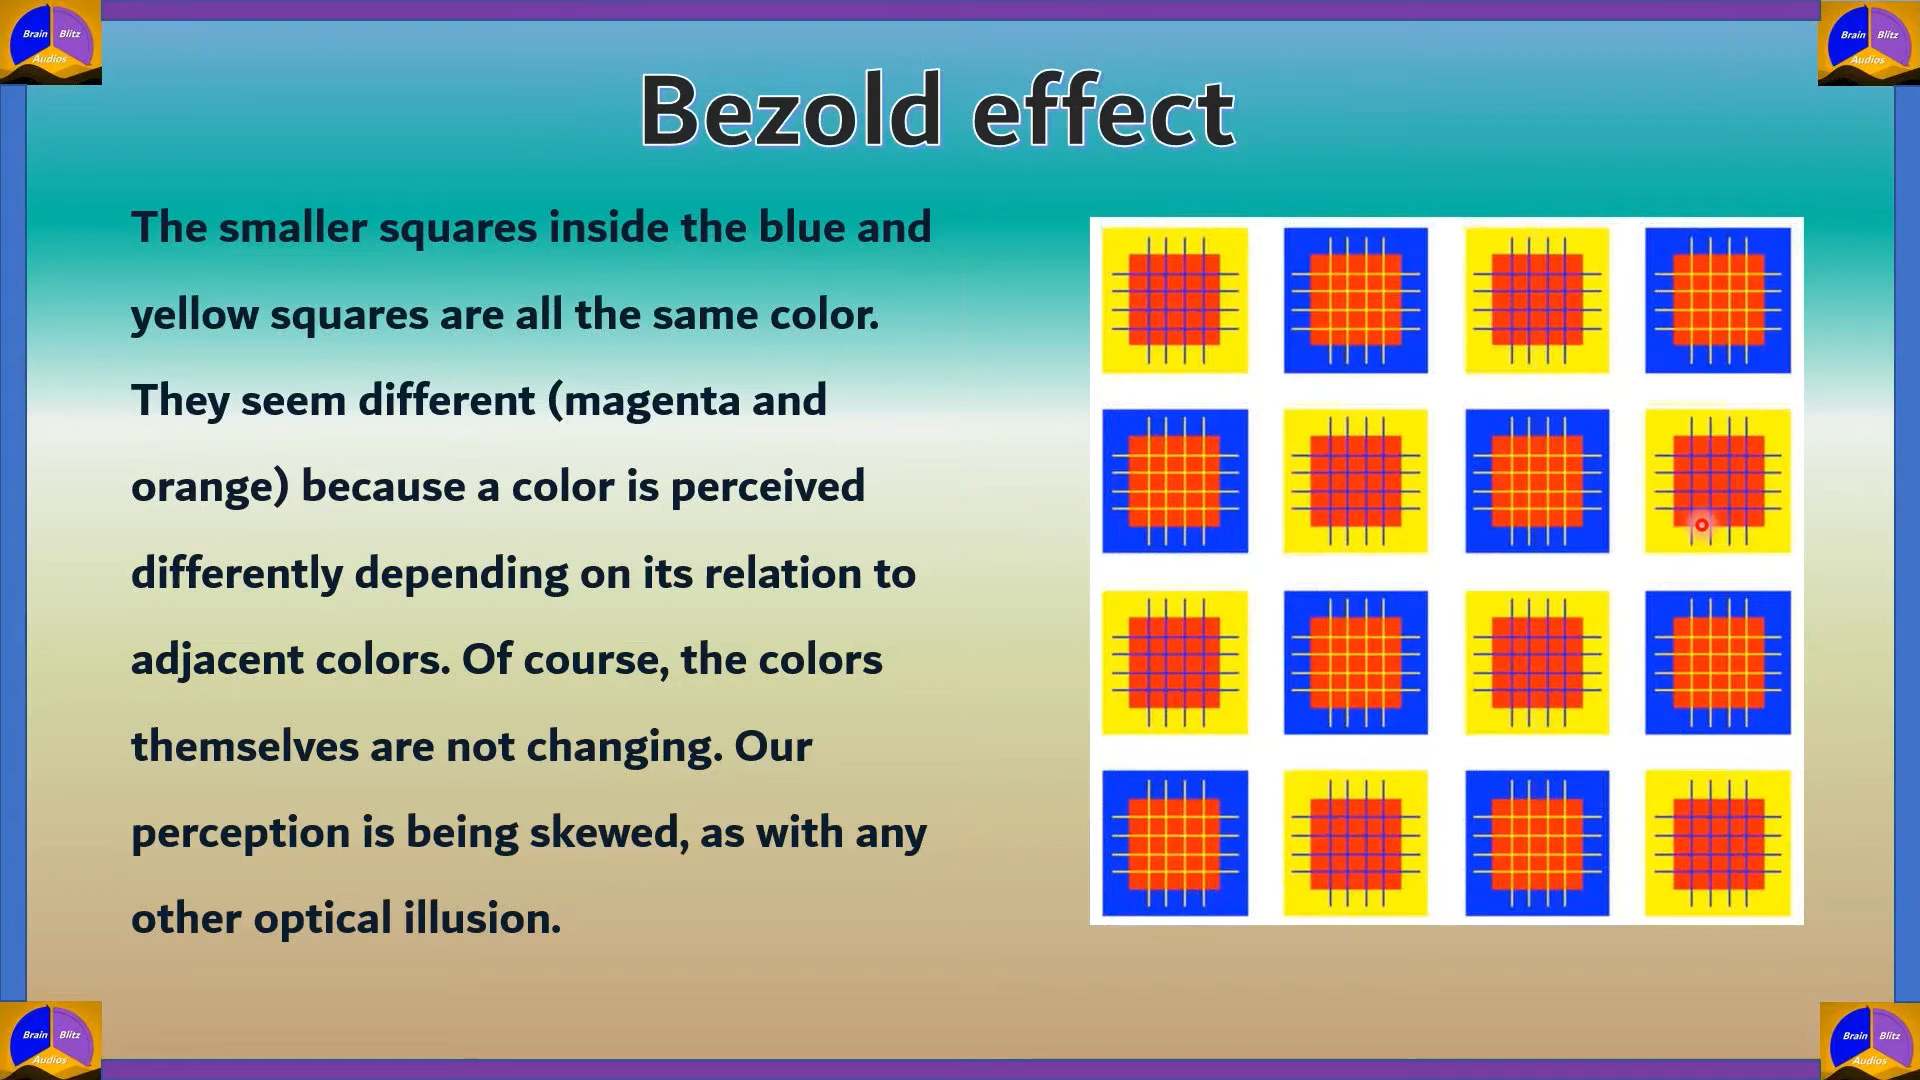 Brain Blitz
Audios
Brain Blitz
Audios
Bezold effect
The smaller squares inside the blue and
yellow squares are all the same color.
They seem different (magenta and
orange) because a color is perceived
differently depending on its relation to
adjacent colors. Of course, the colors
themselves are not changing. Our
perception is being skewed, as with any
other optical illusion.
Brain Blitz
Audios
Brain Blitz
Audios